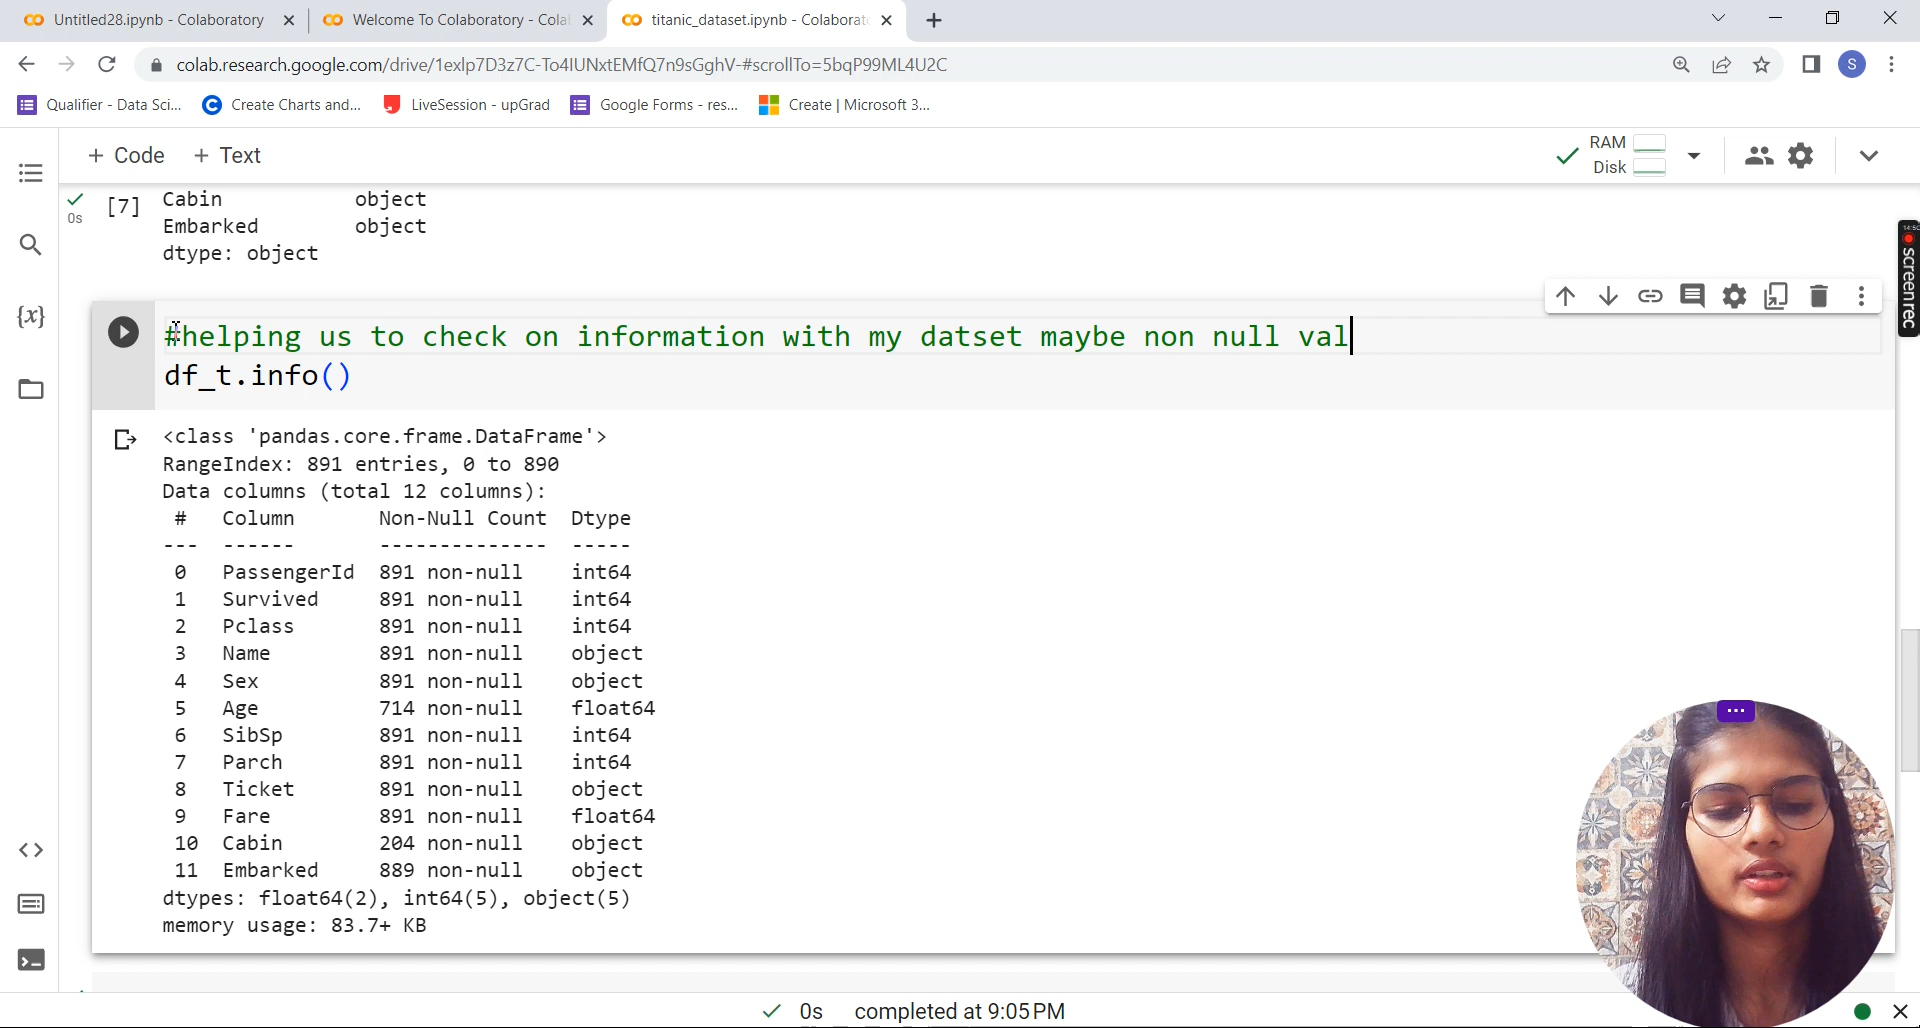 Untitled28.ipynb - Colaboratory
Welcome To Colaboratory - Cola
titanic_dataset.ipynb - Colaborat
colab.research.google.com/drive/1exlp7D3z7C-To4IUNxtEMfQ7n9sGghV-#scrollTo=5bqP99ML4U2C
S
Qualifier - Data Sci...
Create Charts and...
LiveSession - upGrad
Google Forms - res...
Create | Microsoft 3...
+ Code + Text
RAM
Disk
0s
[7]
Cabin object
Embarked object
dtype: object
{x}
#helping us to check on information with my datset maybe non null val
df_t.info()
<class 'pandas.core.frame.DataFrame'>
RangeIndex: 891 entries, 0 to 890
Data columns (total 12 columns):
# Column Non-Null Count Dtype
--- ------ -------------- -----
0 PassengerId 891 non-null int64
1 Survived 891 non-null int64
2 Pclass 891 non-null int64
3 Name 891 non-null object
4 Sex 891 non-null object
5 Age 714 non-null float64
6 SibSp 891 non-null int64
7 Parch 891 non-null int64
8 Ticket 891 non-null object
9 Fare 891 non-null float64
10 Cabin 204 non-null object
11 Embarked 889 non-null object
dtypes: float64(2), int64(5), object(5)
memory usage: 83.7+ KB
screenrec
0s completed at 9:05 PM